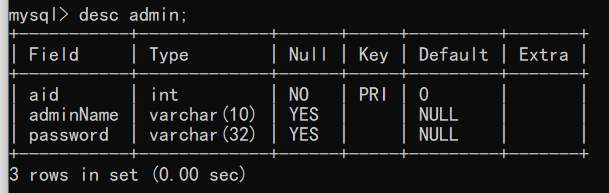 mysql> desc admin;
+-----------+-------------+------+-----+---------+-------+
| Field     | Type        | Null | Key | Default | Extra |
+-----------+-------------+------+-----+---------+-------+
| aid       | int         | NO   | PRI | 0       |       |
| adminName | varchar(10) | YES  |     | NULL    |       |
| password  | varchar(32) | YES  |     | NULL    |       |
+-----------+-------------+------+-----+---------+-------+
3 rows in set (0.00 sec)